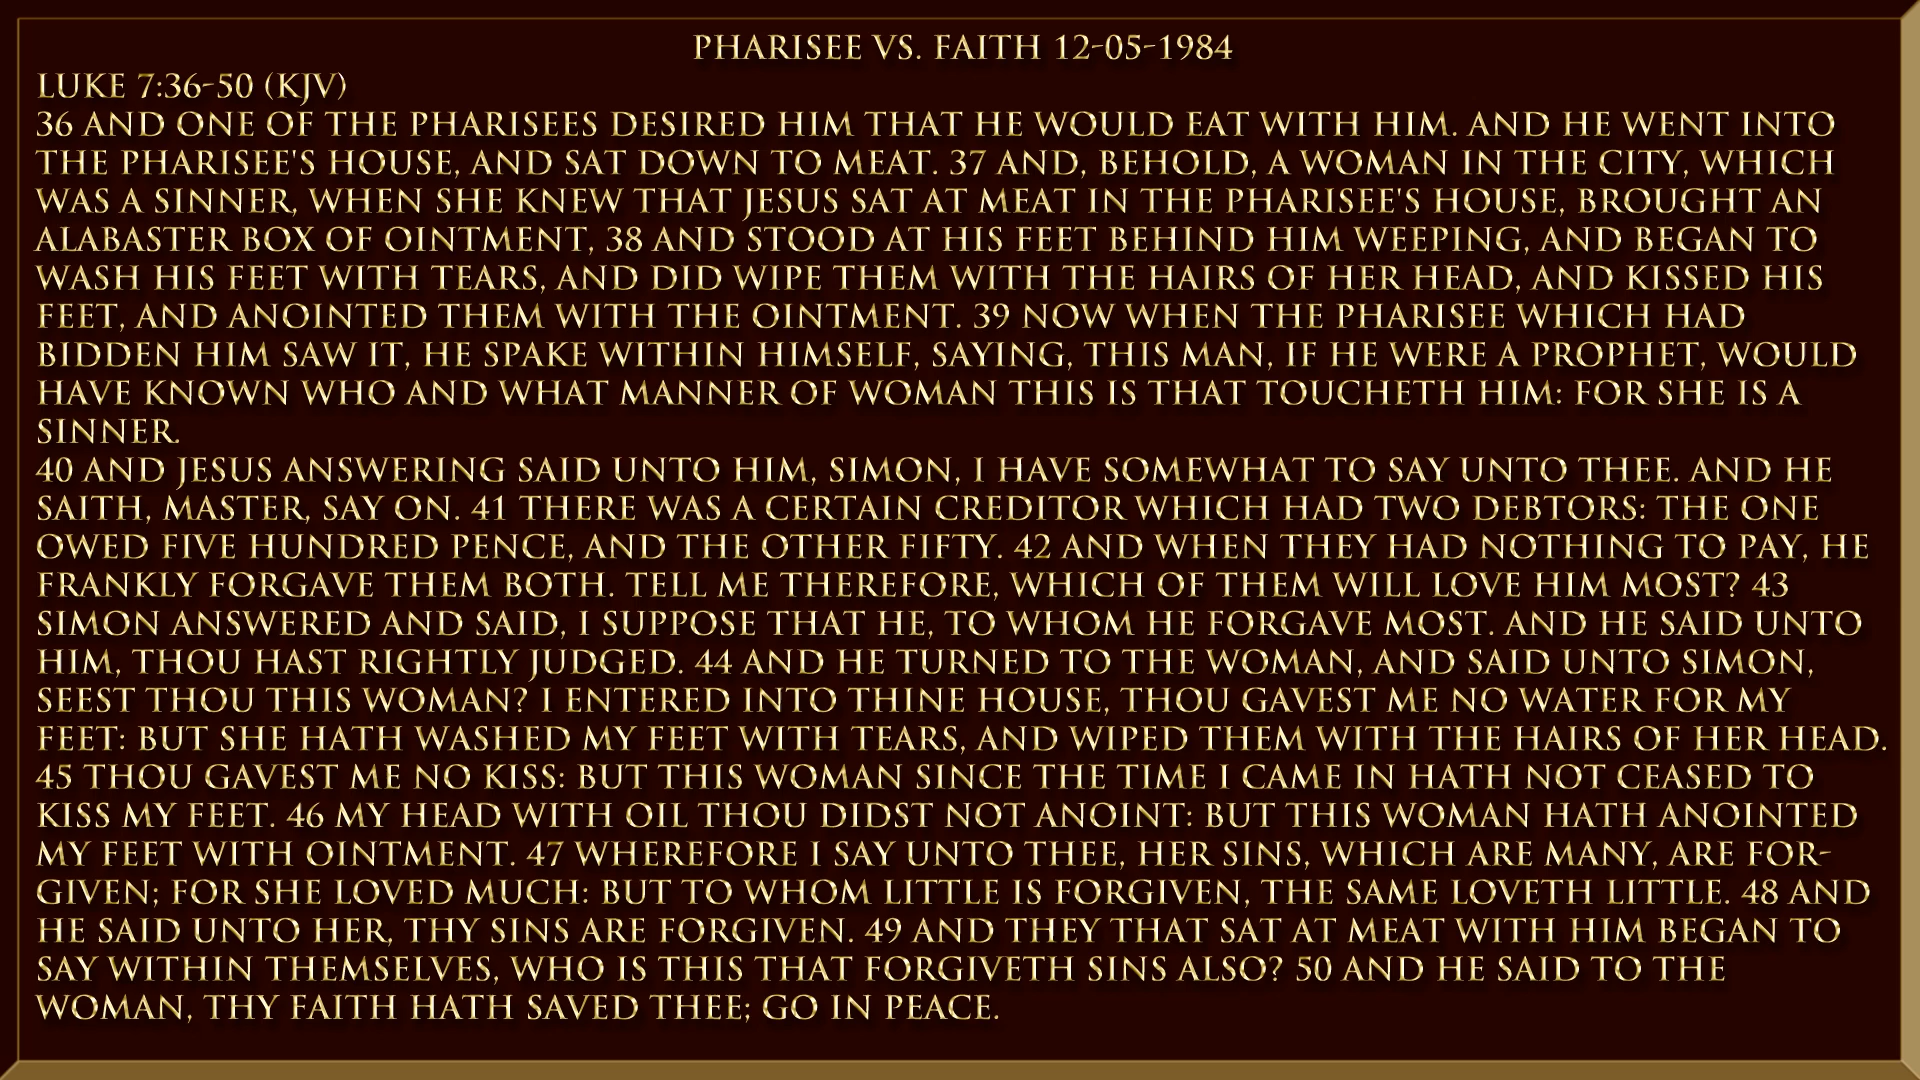 PHARISEE VS. FAITH 12-05-1984
LUKE 7:36-50 (KJV)
36 AND ONE OF THE PHARISEES DESIRED HIM THAT HE WOULD EAT WITH HIM. AND HE WENT INTO
THE PHARISEE'S HOUSE, AND SAT DOWN TO MEAT. 37 AND, BEHOLD, A WOMAN IN THE CITY, WHICH
WAS A SINNER, WHEN SHE KNEW THAT JESUS SAT AT MEAT IN THE PHARISEE'S HOUSE, BROUGHT AN
ALABASTER BOX OF OINTMENT, 38 AND STOOD AT HIS FEET BEHIND HIM WEEPING, AND BEGAN TO
WASH HIS FEET WITH TEARS, AND DID WIPE THEM WITH THE HAIRS OF HER HEAD, AND KISSED HIS
FEET, AND ANOINTED THEM WITH THE OINTMENT. 39 NOW WHEN THE PHARISEE WHICH HAD
BIDDEN HIM SAW IT, HE SPAKE WITHIN HIMSELF, SAYING, THIS MAN, IF HE WERE A PROPHET, WOULD
HAVE KNOWN WHO AND WHAT MANNER OF WOMAN THIS IS THAT TOUCHETH HIM: FOR SHE IS A
SINNER.
40 AND JESUS ANSWERING SAID UNTO HIM, SIMON, I HAVE SOMEWHAT TO SAY UNTO THEE. AND HE
SAITH, MASTER, SAY ON. 41 THERE WAS A CERTAIN CREDITOR WHICH HAD TWO DEBTORS: THE ONE
OWED FIVE HUNDRED PENCE, AND THE OTHER FIFTY. 42 AND WHEN THEY HAD NOTHING TO PAY, HE
FRANKLY FORGAVE THEM BOTH. TELL ME THEREFORE, WHICH OF THEM WILL LOVE HIM MOST? 43
SIMON ANSWERED AND SAID, I SUPPOSE THAT HE, TO WHOM HE FORGAVE MOST. AND HE SAID UNTO
HIM, THOU HAST RIGHTLY JUDGED. 44 AND HE TURNED TO THE WOMAN, AND SAID UNTO SIMON,
SEEST THOU THIS WOMAN? I ENTERED INTO THINE HOUSE, THOU GAVEST ME NO WATER FOR MY
FEET: BUT SHE HATH WASHED MY FEET WITH TEARS, AND WIPED THEM WITH THE HAIRS OF HER HEAD.
45 THOU GAVEST ME NO KISS: BUT THIS WOMAN SINCE THE TIME I CAME IN HATH NOT CEASED TO
KISS MY FEET. 46 MY HEAD WITH OIL THOU DIDST NOT ANOINT: BUT THIS WOMAN HATH ANOINTED
MY FEET WITH OINTMENT. 47 WHEREFORE I SAY UNTO THEE, HER SINS, WHICH ARE MANY, ARE FOR-
GIVEN; FOR SHE LOVED MUCH: BUT TO WHOM LITTLE IS FORGIVEN, THE SAME LOVETH LITTLE. 48 AND
HE SAID UNTO HER, THY SINS ARE FORGIVEN. 49 AND THEY THAT SAT AT MEAT WITH HIM BEGAN TO
SAY WITHIN THEMSELVES, WHO IS THIS THAT FORGIVETH SINS ALSO? 50 AND HE SAID TO THE
WOMAN, THY FAITH HATH SAVED THEE; GO IN PEACE.